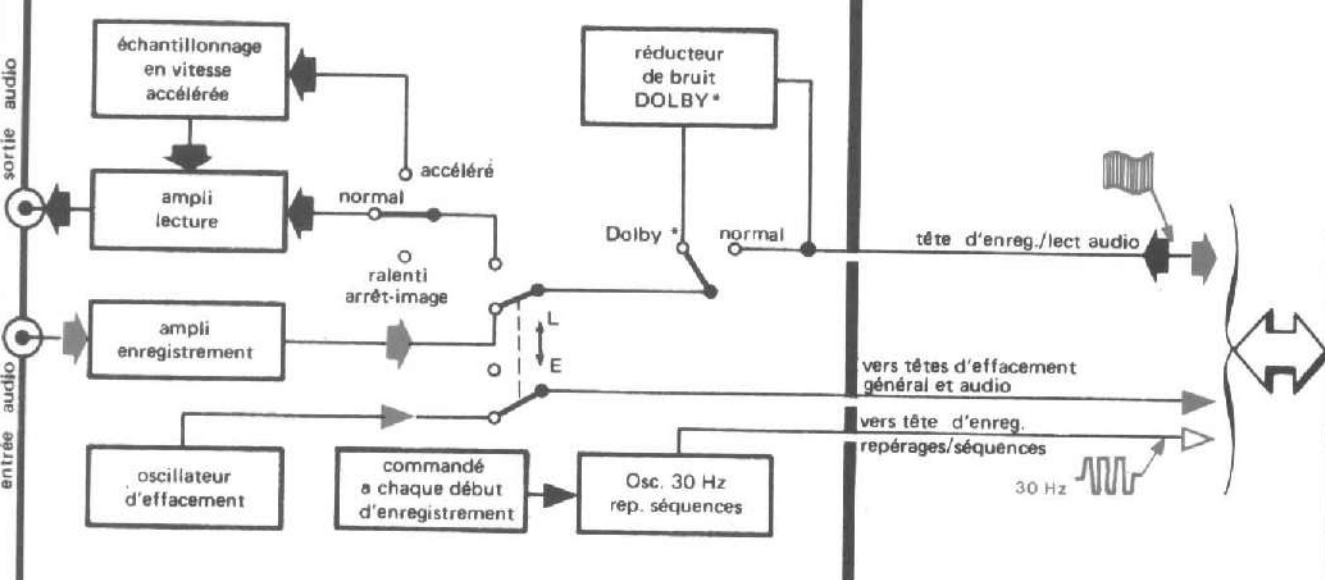 sortie audio
échantillonnage
en vitesse
accélérée
réducteur
de bruit
DOLBY*
accéléré
ampli
lecture
normal
Dolby *
normal
tête d'enreg./lect audio
ralenti
arrêt-image
entrée audio
ampli
enregistrement
L
E
vers têtes d'effacement
général et audio
vers tête d'enreg.
repérages/séquences
oscillateur
d'effacement
commandé
a chaque début
d'enregistrement
Osc. 30 Hz
rep. séquences
30 Hz